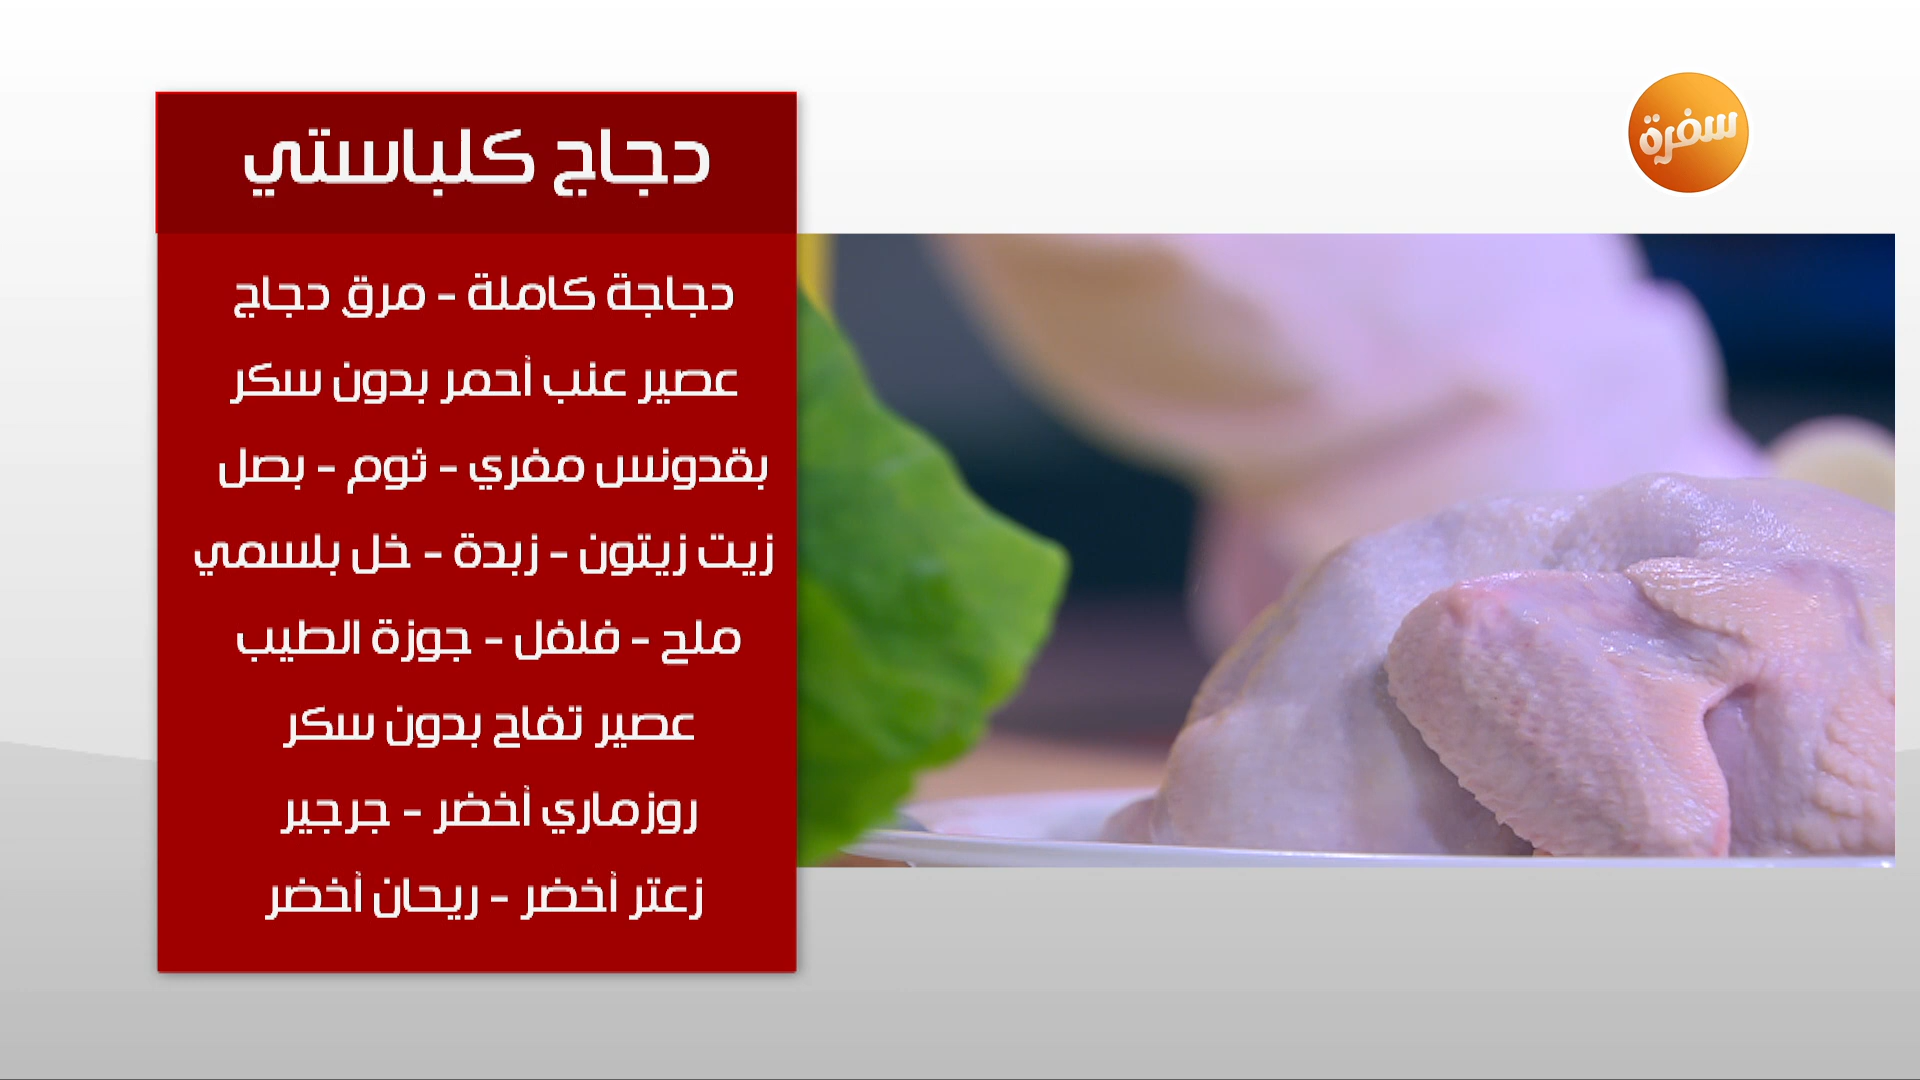 سفرة
دجاج كلباستي
دجاجة كاملة - مرق دجاج
عصير عنب أحمر بدون سكر
بقدونس مفري - ثوم - بصل
زيت زيتون - زبدة - خل بلسمي
ملح - فلفل - جوزة الطيب
عصير تفاح بدون سكر
روزماري أخضر - جرجير
زعتر أخضر - ريحان أخضر